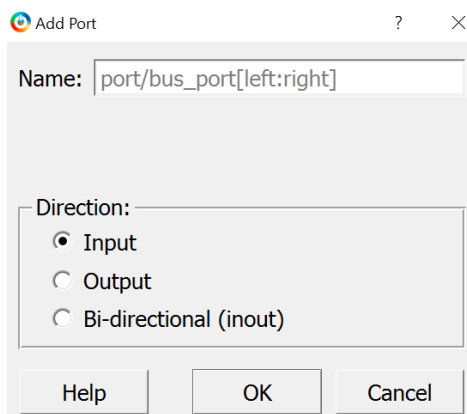 Add Port ?
Name: port/bus_port[left:right]
Direction:
Input
Output
Bi-directional (inout)
Help OK Cancel